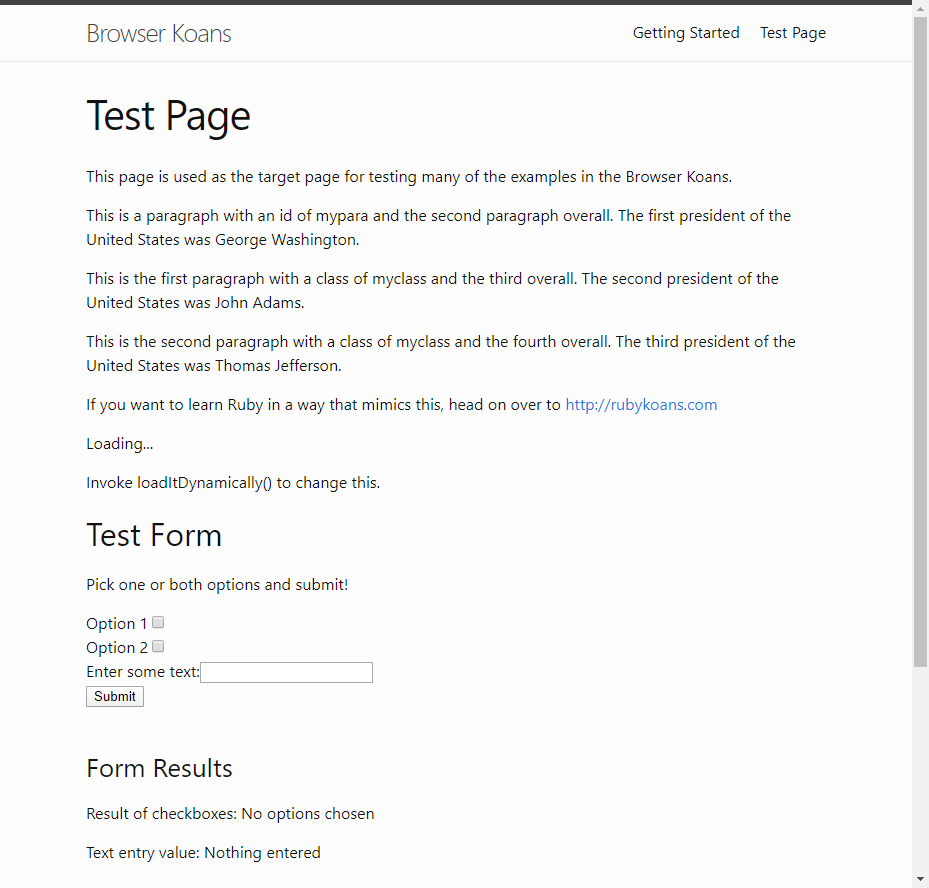 Browser Koans
Getting Started
Test Page
Test Page
This page is used as the target page for testing many of the examples in the Browser Koans.
This is a paragraph with an id of mypara and the second paragraph overall. The first president of the
United States was George Washington.
This is the first paragraph with a class of myclass and the third overall. The second president of the
United States was John Adams.
This is the second paragraph with a class of myclass and the fourth overall. The third president of the
United States was Thomas Jefferson.
If you want to learn Ruby in a way that mimics this, head on over to http://rubykoans.com
Loading...
Invoke loadItDynamically() to change this.
Test Form
Pick one or both options and submit!
Option 1
Option 2
Enter some text:
Submit
Form Results
Result of checkboxes: No options chosen
Text entry value: Nothing entered